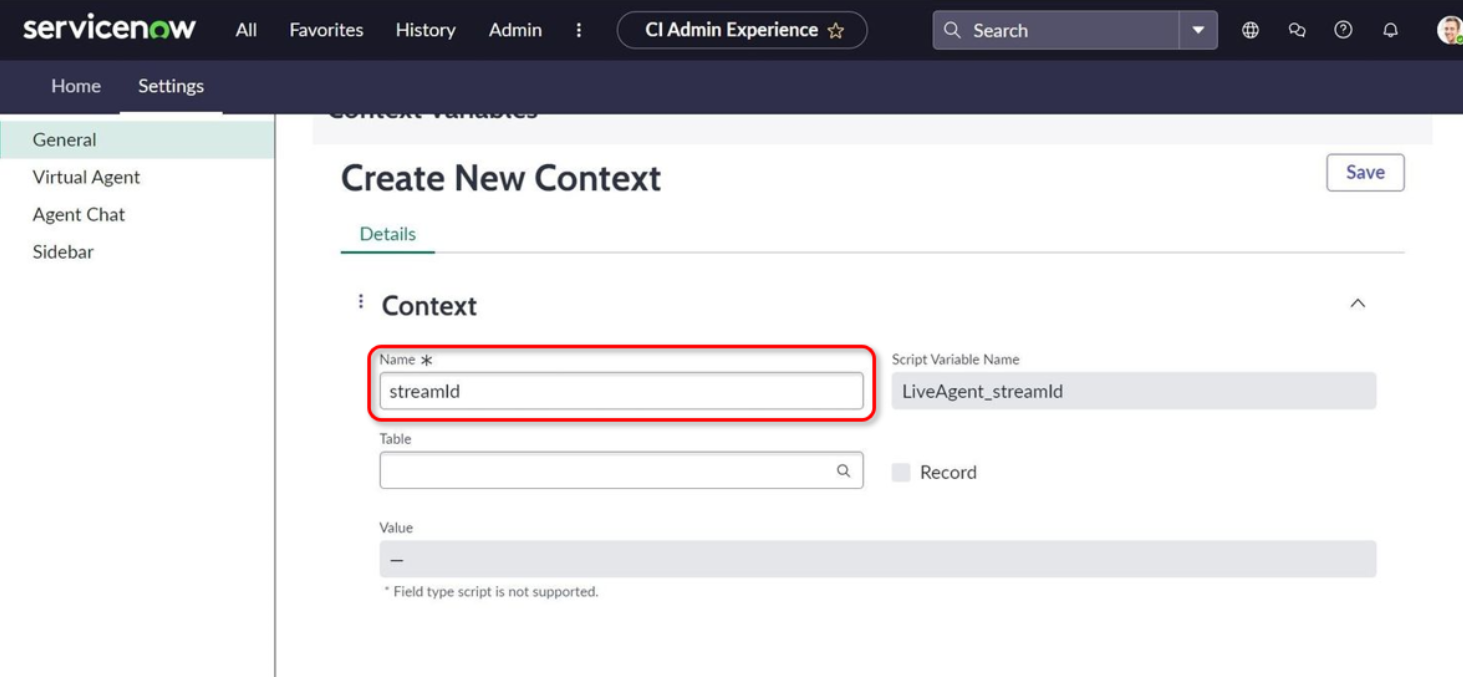 servicenow All Favorites History Admin CI Admin Experience Search
Home Settings
Context Variables
General
Virtual Agent
Agent Chat
Sidebar
Create New Context
Save
Details
Context
Name *
streamId
Script Variable Name
LiveAgent_streamId
Table
Record
Value
—
* Field type script is not supported.